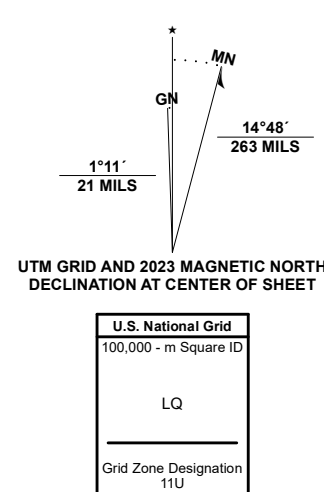 ★
MN
GN
14°48´
263 MILS
1°11´
21 MILS
UTM GRID AND 2023 MAGNETIC NORTH
DECLINATION AT CENTER OF SHEET
U.S. National Grid
100,000 - m Square ID
LQ
Grid Zone Designation
11U